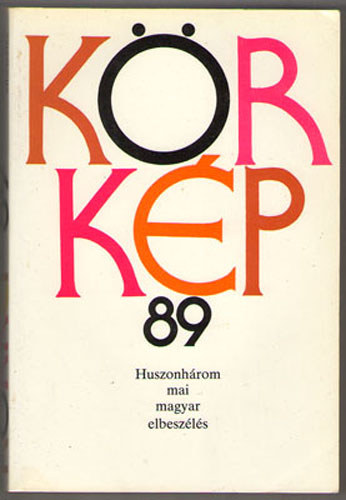 KÖR
KÉP
89
Huszonhárom
mai
magyar
elbeszélés